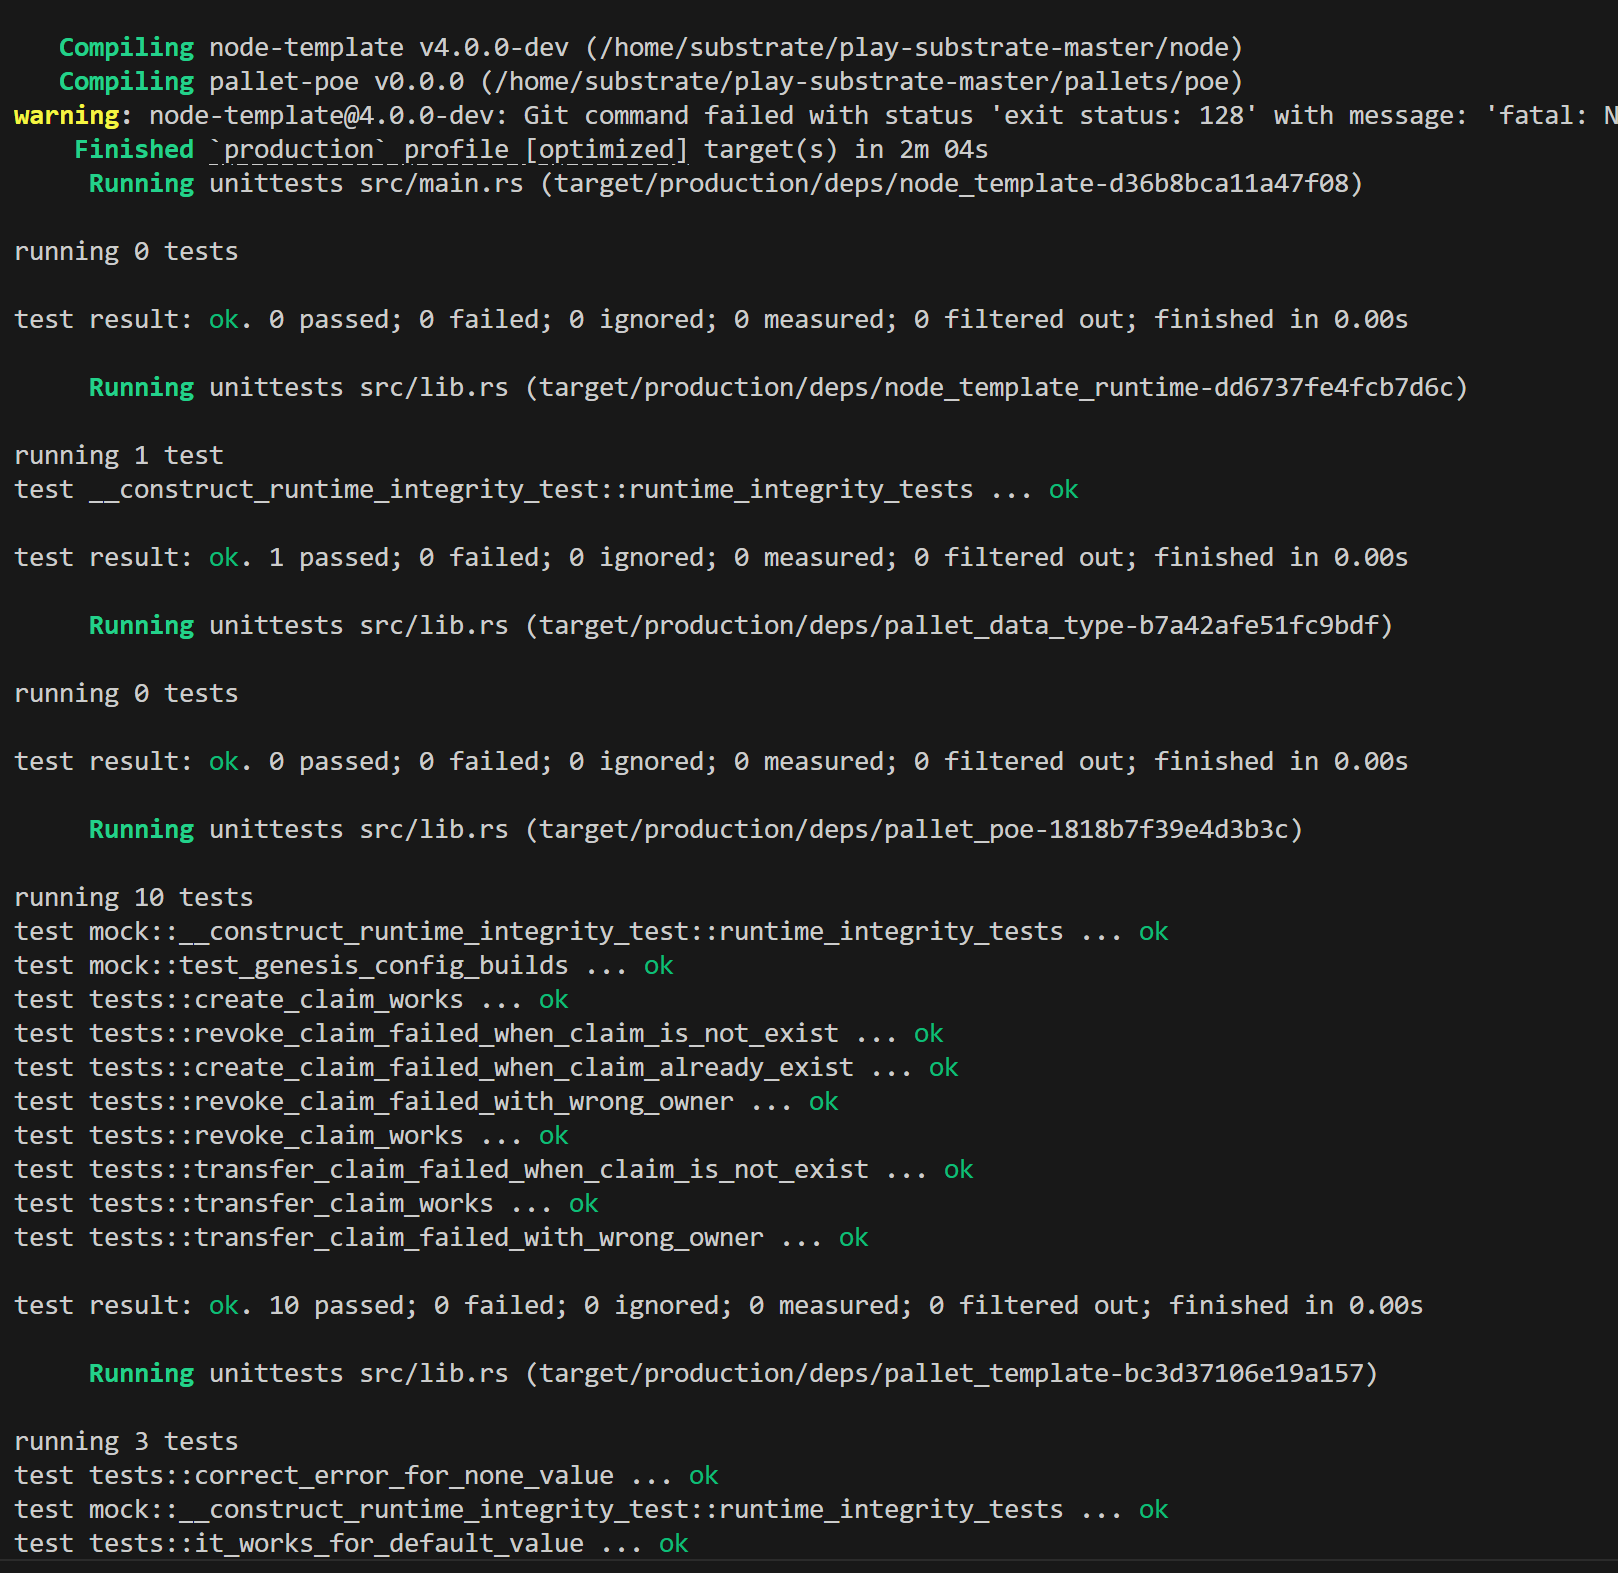 Compiling node-template v4.0.0-dev (/home/substrate/play-substrate-master/node)
Compiling pallet-poe v0.0.0 (/home/substrate/play-substrate-master/pallets/poe)
warning: node-template@4.0.0-dev: Git command failed with status 'exit status: 128' with message: 'fatal: N
Finished `production` profile [optimized] target(s) in 2m 04s
Running unittests src/main.rs (target/production/deps/node_template-d36b8bca11a47f08)
running 0 tests
test result: ok. 0 passed; 0 failed; 0 ignored; 0 measured; 0 filtered out; finished in 0.00s
Running unittests src/lib.rs (target/production/deps/node_template_runtime-dd6737fe4fcb7d6c)
running 1 test
test __construct_runtime_integrity_test::runtime_integrity_tests ... ok
test result: ok. 1 passed; 0 failed; 0 ignored; 0 measured; 0 filtered out; finished in 0.00s
Running unittests src/lib.rs (target/production/deps/pallet_data_type-b7a42afe51fc9bdf)
running 0 tests
test result: ok. 0 passed; 0 failed; 0 ignored; 0 measured; 0 filtered out; finished in 0.00s
Running unittests src/lib.rs (target/production/deps/pallet_poe-1818b7f39e4d3b3c)
running 10 tests
test mock::__construct_runtime_integrity_test::runtime_integrity_tests ... ok
test mock::test_genesis_config_builds ... ok
test tests::create_claim_works ... ok
test tests::revoke_claim_failed_when_claim_is_not_exist ... ok
test tests::create_claim_failed_when_claim_already_exist ... ok
test tests::revoke_claim_failed_with_wrong_owner ... ok
test tests::revoke_claim_works ... ok
test tests::transfer_claim_failed_when_claim_is_not_exist ... ok
test tests::transfer_claim_works ... ok
test tests::transfer_claim_failed_with_wrong_owner ... ok
test result: ok. 10 passed; 0 failed; 0 ignored; 0 measured; 0 filtered out; finished in 0.00s
Running unittests src/lib.rs (target/production/deps/pallet_template-bc3d37106e19a157)
running 3 tests
test tests::correct_error_for_none_value ... ok
test mock::__construct_runtime_integrity_test::runtime_integrity_tests ... ok
test tests::it_works_for_default_value ... ok